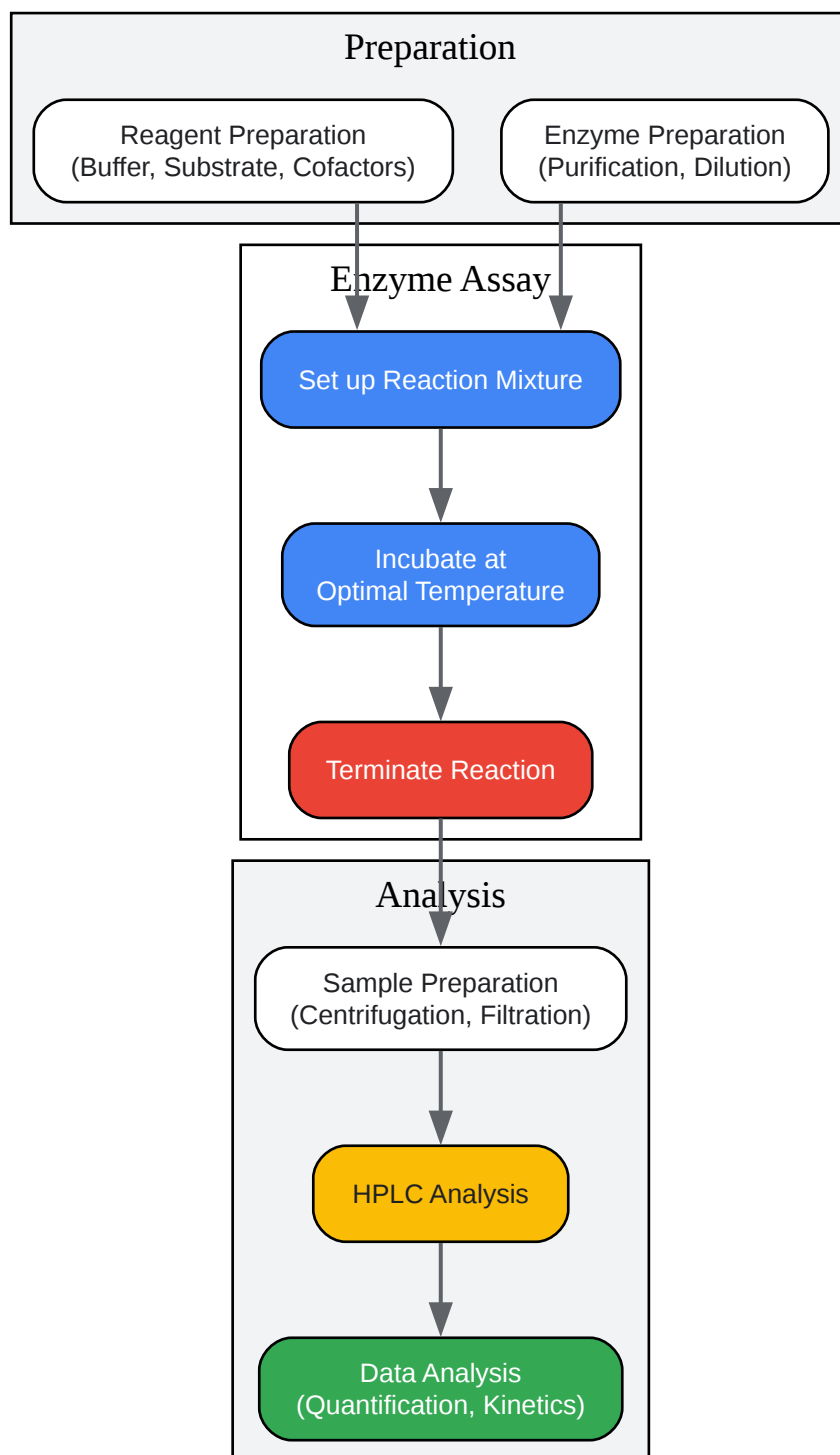 Preparation
Reagent Preparation
(Buffer, Substrate, Cofactors)
Enzyme Preparation
(Purification, Dilution)
Enzyme Assay
Set up Reaction Mixture
Incubate at
Optimal Temperature
Terminate Reaction
Analysis
Sample Preparation
(Centrifugation, Filtration)
HPLC Analysis
Data Analysis
(Quantification, Kinetics)